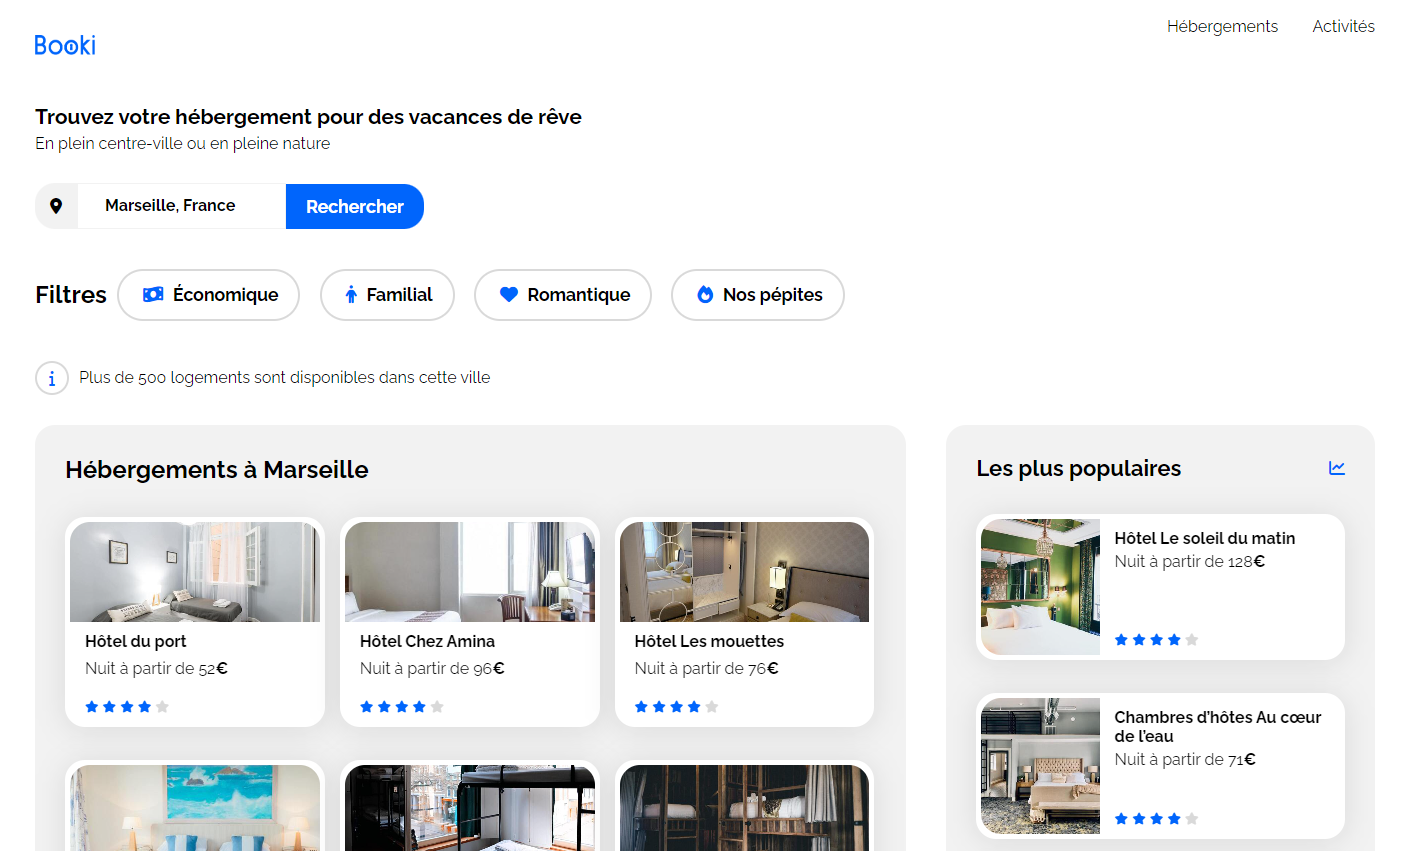 Booki
Hébergements
Activités
Trouvez votre hébergement pour des vacances de rêve
En plein centre-ville ou en pleine nature
Marseille, France
Rechercher
Filtres
Économique
Familial
Romantique
Nos pépites
Plus de 500 logements sont disponibles dans cette ville
Hébergements à Marseille
Hôtel du port
Nuit à partir de 52€
Hôtel Chez Amina
Nuit à partir de 96€
Hôtel Les mouettes
Nuit à partir de 76€
Les plus populaires
Hôtel Le soleil du matin
Nuit à partir de 128€
Chambres d’hôtes Au cœur
de l’eau
Nuit à partir de 71€